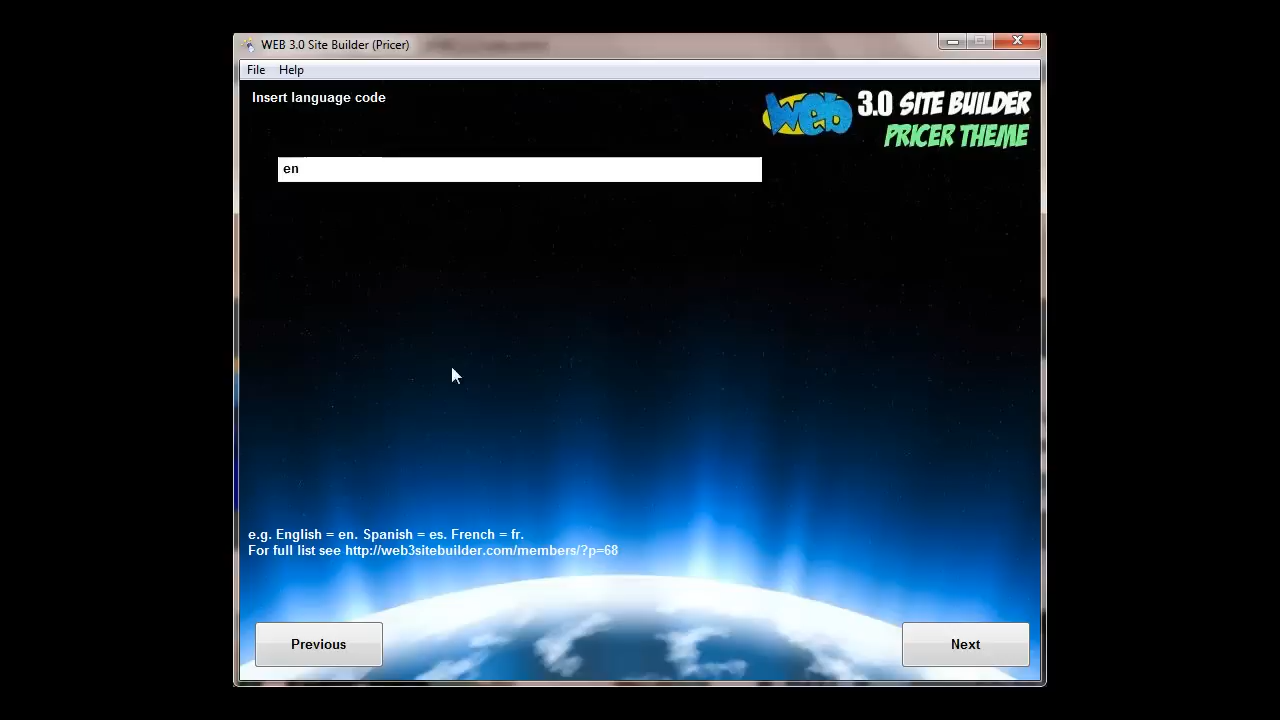 WEB 3.0 Site Builder (Pricer)
File Help
Insert language code
web 3.0 SITE BUILDER
PRICER THEME
en
e.g. English = en. Spanish = es. French = fr.
For full list see http://web3sitebuilder.com/members/?p=68
Previous Next